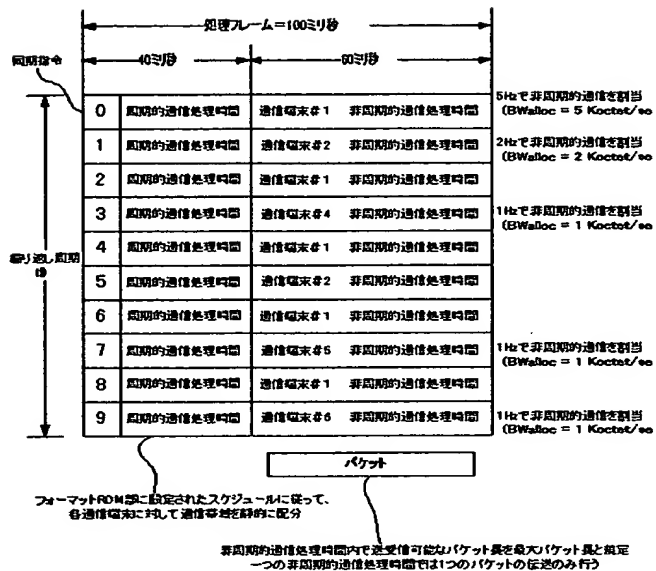 処理フレーム=100ミリ秒
同期指令
40ミリ秒
60ミリ秒
0 周期的通信処理時間 通信端末#1 非周期的通信処理時間
5Hzで非周期的通信を割当
(BWalloc = 5 Koctet/se
1 周期的通信処理時間 通信端末#2 非周期的通信処理時間
2Hzで非周期的通信を割当
(BWalloc = 2 Koctet/se
2 周期的通信処理時間 通信端末#1 非周期的通信処理時間
3 周期的通信処理時間 通信端末#4 非周期的通信処理時間
1Hzで非周期的通信を割当
(BWalloc = 1 Koctet/se
4 周期的通信処理時間 通信端末#1 非周期的通信処理時間
繰り返し周期
1秒
5 周期的通信処理時間 通信端末#2 非周期的通信処理時間
6 周期的通信処理時間 通信端末#1 非周期的通信処理時間
7 周期的通信処理時間 通信端末#5 非周期的通信処理時間
1Hzで非周期的通信を割当
(BWalloc = 1 Koctet/se
8 周期的通信処理時間 通信端末#1 非周期的通信処理時間
9 周期的通信処理時間 通信端末#6 非周期的通信処理時間
1Hzで非周期的通信を割当
(BWalloc = 1 Koctet/se
パケット
フォーマットROM部に設定されたスケジュールに従って、
各通信端末に対して通信帯域を静的に配分
非周期的通信処理時間内で送受信可能なパケット長を最大パケット長と規定
一つの非周期的通信処理時間では1つのパケットの伝送のみ行う